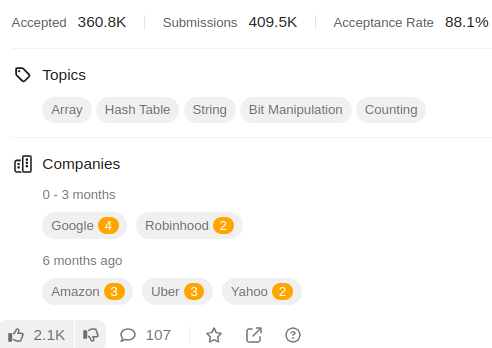 Accepted 360.8K Submissions 409.5K Acceptance Rate 88.1%
Topics
Array Hash Table String Bit Manipulation Counting
Companies
0 - 3 months
Google 4 Robinhood 2
6 months ago
Amazon 3 Uber 3 Yahoo 2
2.1K 107